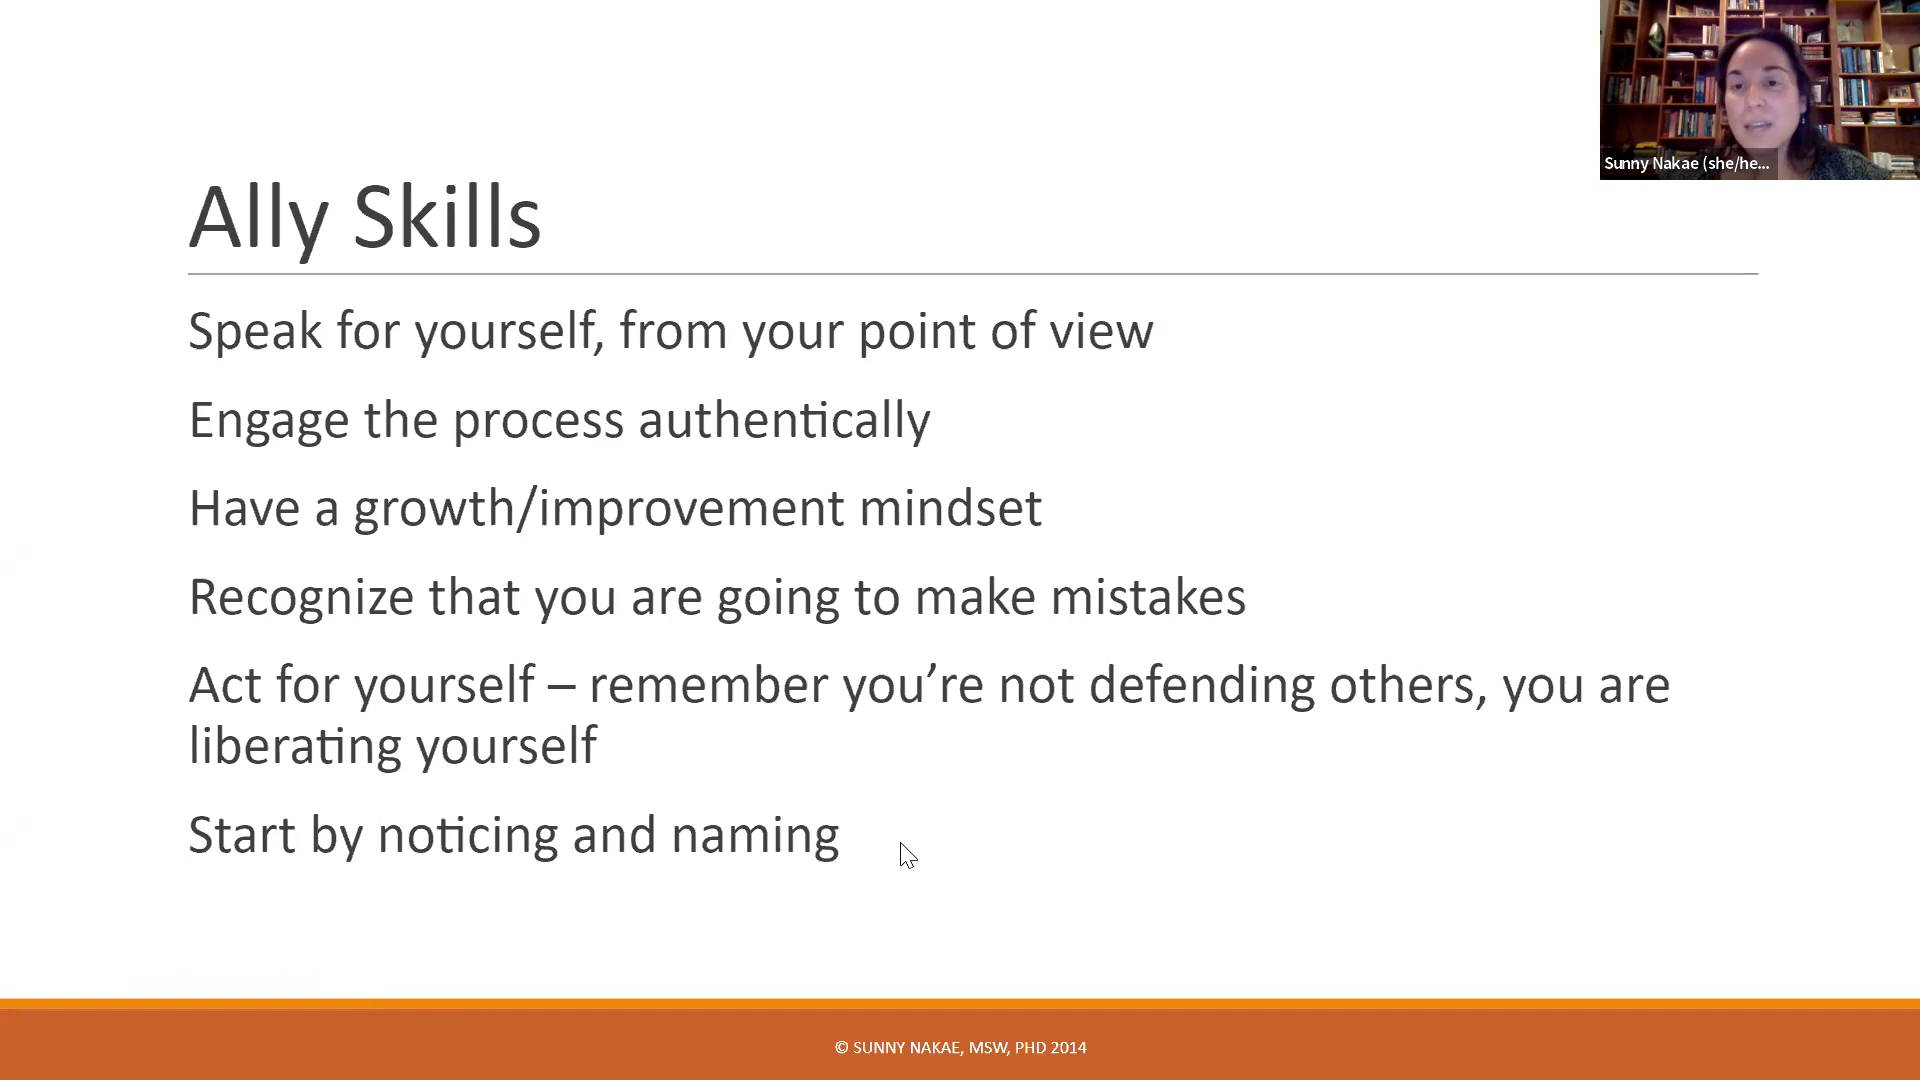 Sunny Nakae (she/he...
Ally Skills
Speak for yourself, from your point of view
Engage the process authentically
Have a growth/improvement mindset
Recognize that you are going to make mistakes
Act for yourself – remember you’re not defending others, you are
liberating yourself
Start by noticing and naming
© SUNNY NAKAE, MSW, PHD 2014